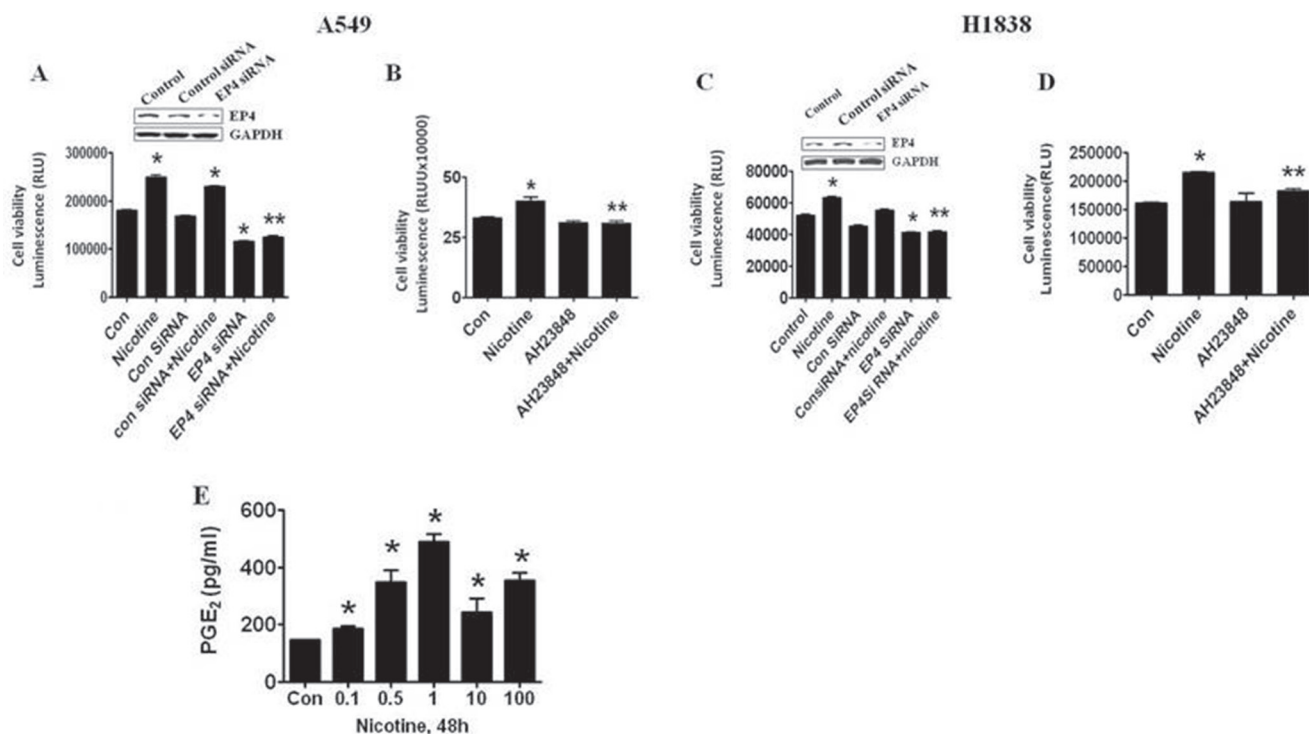 A549
H1838
A
Control
Control siRNA
EP4 siRNA
EP4
GAPDH
Cell viability
Luminescence (RLU)
300000
200000
100000
0
*
*
*
**
Con
Nicotine
Con SiRNA
con siRNA+Nicotine
EP4 siRNA
EP4 siRNA+Nicotine
B
Cell viability
Luminescence (RLUUx10000)
50
25
0
*
**
Con
Nicotine
AH23848
AH23848+Nicotine
C
Control
Control siRNA
EP4 siRNA
EP4
GAPDH
Cell viability
Luminescence (RLU)
80000
60000
40000
20000
0
*
*
**
Control
Nicotine
Con SiRNA
ConsiRNA+nicotine
EP4 SiRNA
EP4Si RNA+nicotine
D
Cell viability
Luminescence(RLU)
250000
200000
150000
100000
50000
0
*
**
Con
Nicotine
AH23848
AH23848+Nicotine
E
PGE₂ (pg/ml)
600
400
200
0
*
*
*
*
*
Con 0.1 0.5 1 10 100
Nicotine, 48h